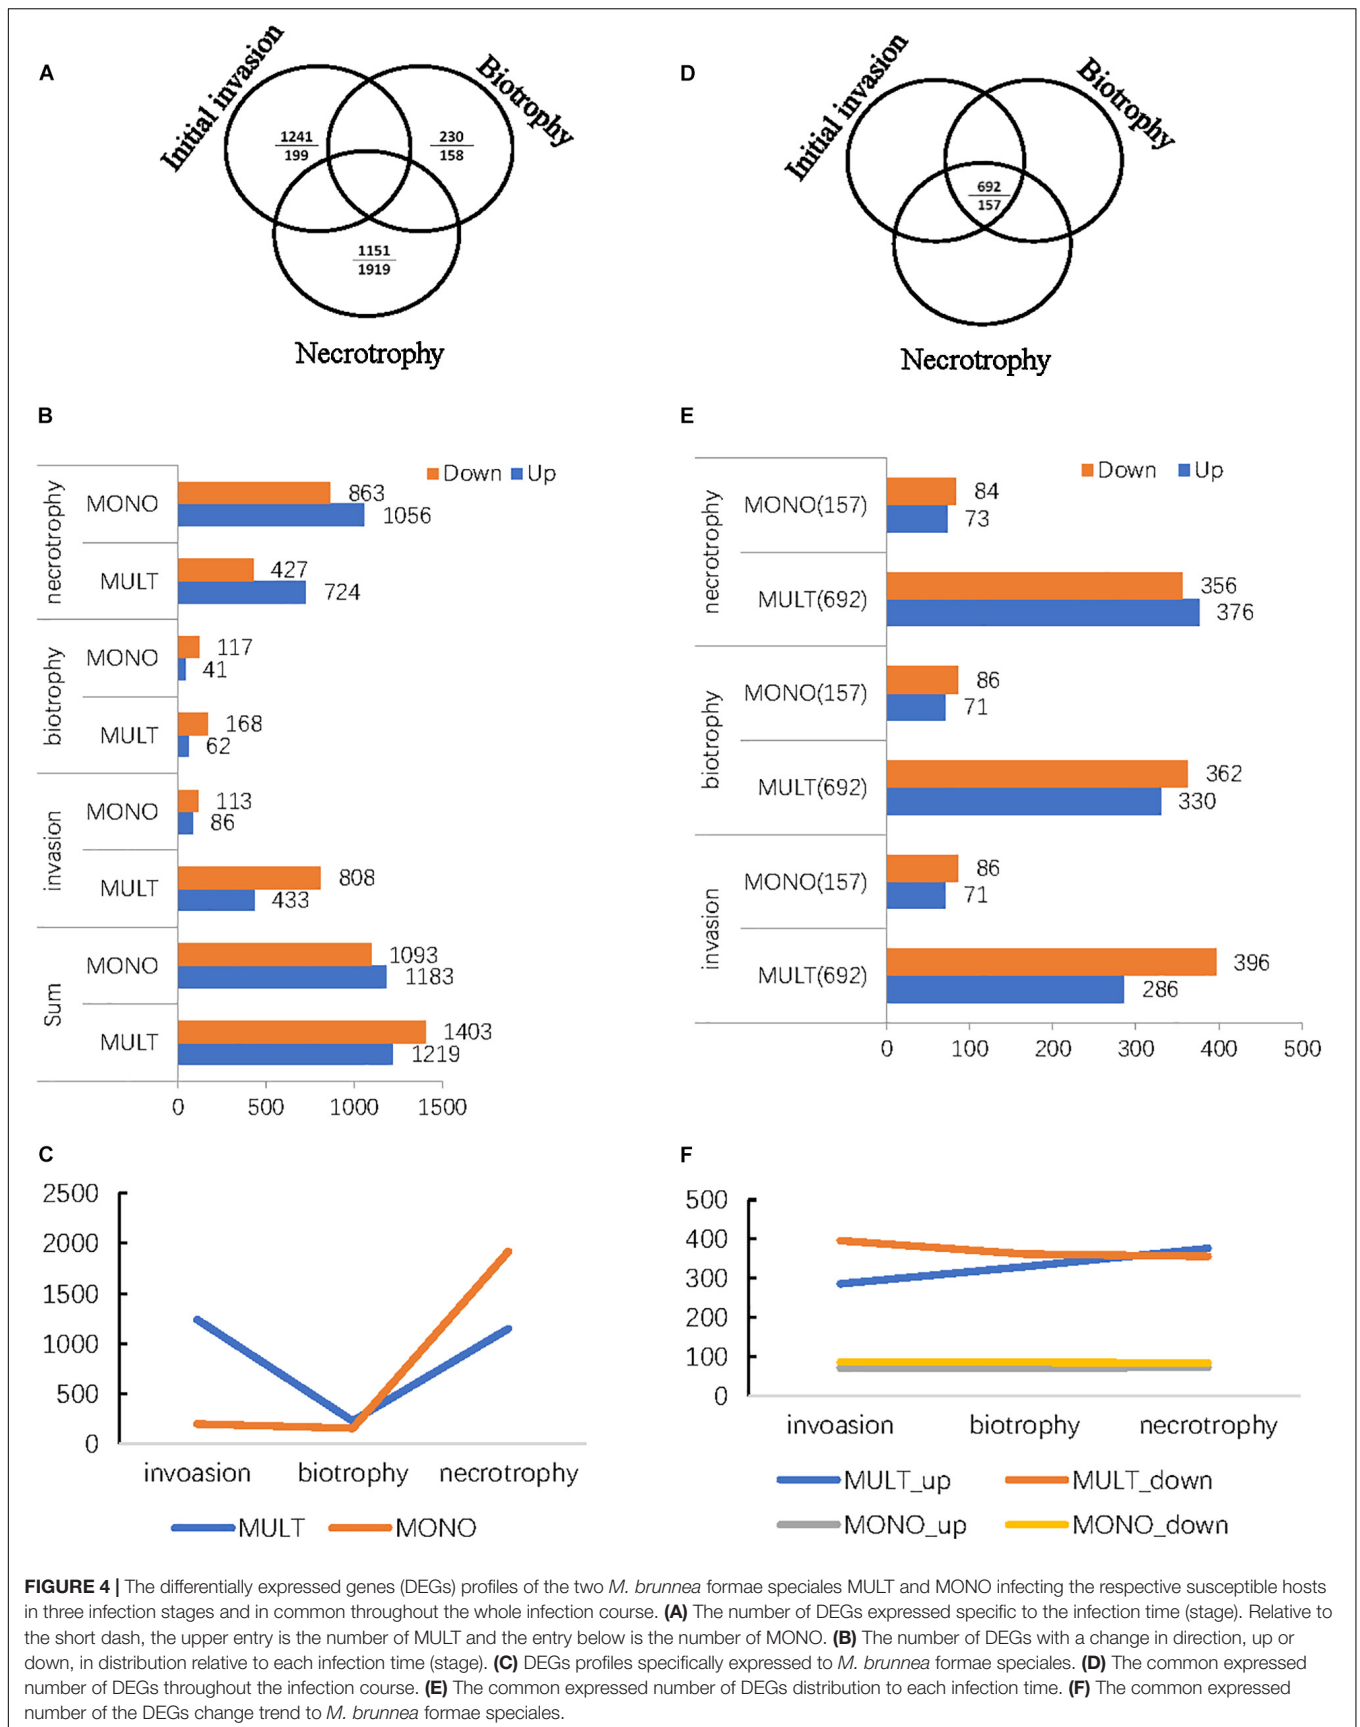 A
Initial invasion
Biotrophy
1241
199
230
158
1151
1919
Necrotrophy
D
Initial invasion
Biotrophy
692
157
Necrotrophy
B
Down Up
necrotrophy
MONO
863
1056
MULT
427
724
biotrophy
MONO
117
41
MULT
168
62
invasion
MONO
113
86
MULT
808
433
Sum
MONO
1093
1183
MULT
1403
1219
0 500 1000 1500
E
Down Up
necrotrophy
MONO(157)
84
73
MULT(692)
356
376
biotrophy
MONO(157)
86
71
MULT(692)
362
330
invasion
MONO(157)
86
71
MULT(692)
396
286
0 100 200 300 400 500
C
2500
2000
1500
1000
500
0
invoasion biotrophy necrotrophy
MULT MONO
F
500
400
300
200
100
0
invoasion biotrophy necrotrophy
MULT_up MULT_down
MONO_up MONO_down
FIGURE 4 | The differentially expressed genes (DEGs) profiles of the two M. brunnea formae speciales MULT and MONO infecting the respective susceptible hosts
in three infection stages and in common throughout the whole infection course. (A) The number of DEGs expressed specific to the infection time (stage). Relative to
the short dash, the upper entry is the number of MULT and the entry below is the number of MONO. (B) The number of DEGs with a change in direction, up or
down, in distribution relative to each infection time (stage). (C) DEGs profiles specifically expressed to M. brunnea formae speciales. (D) The common expressed
number of DEGs throughout the infection course. (E) The common expressed number of DEGs distribution to each infection time. (F) The common expressed
number of the DEGs change trend to M. brunnea formae speciales.